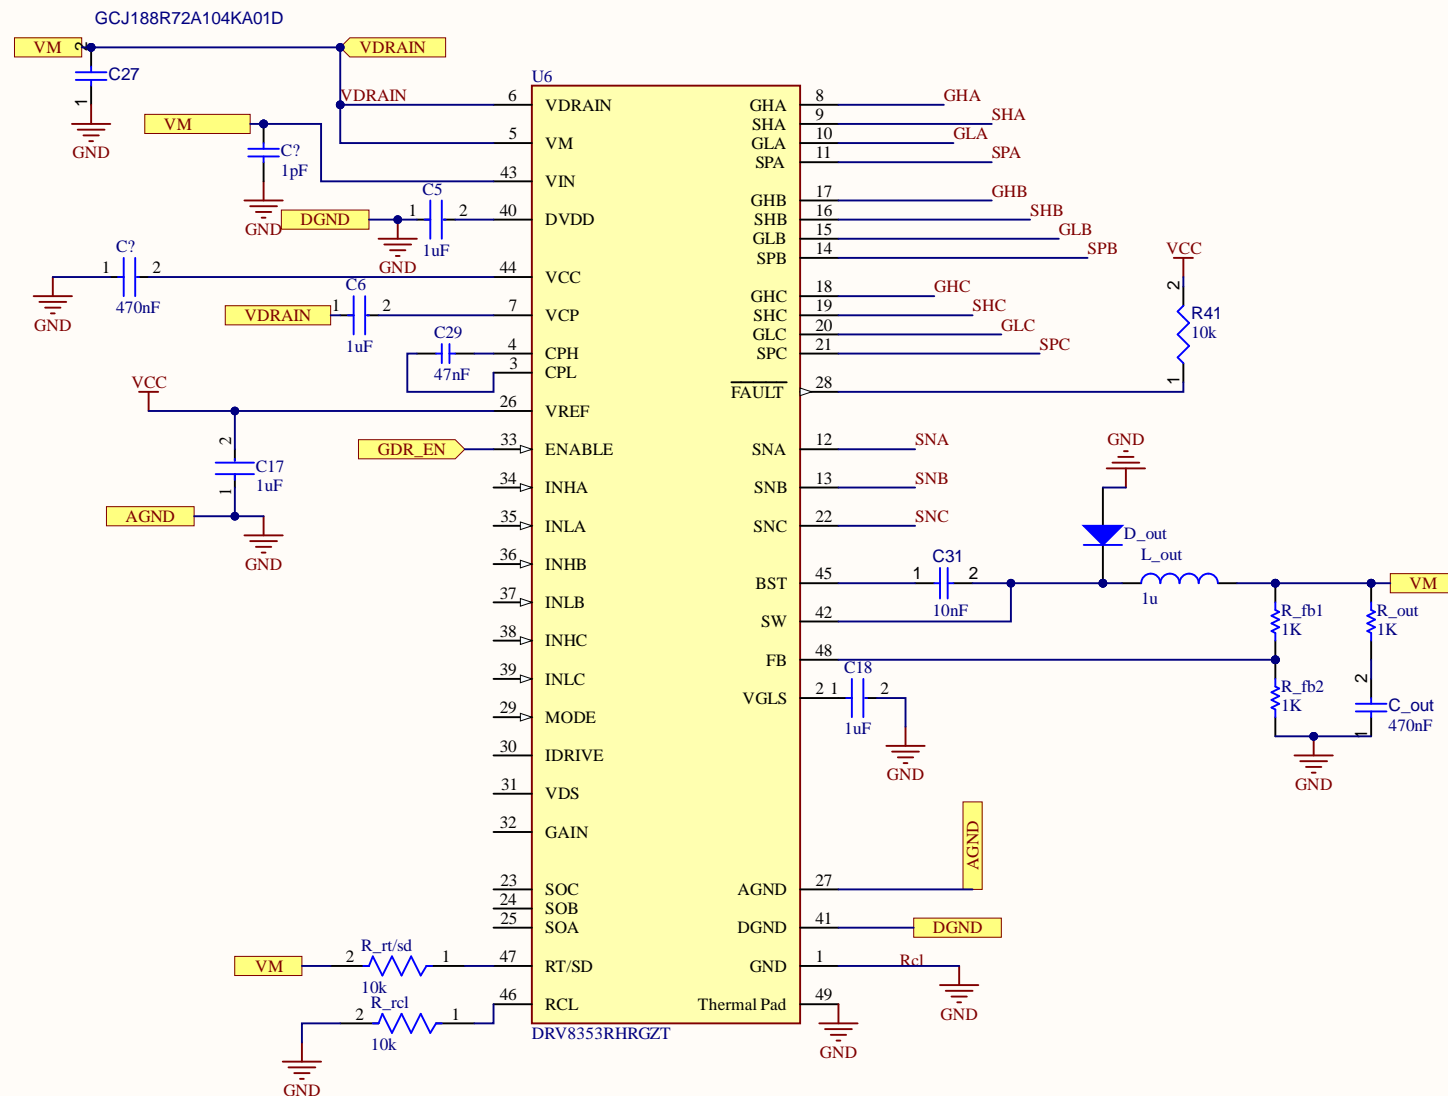 GCJ188R72A104KA01D
VM
2
C27
1
GND
VDRAIN
VDRAIN
VM
C?
1pF
GND
DGND
1
C5
2
1uF
GND
C?
1
2
470nF
GND
VDRAIN
C6
1
2
1uF
C29
47nF
VCC
2
C17
1uF
1
AGND
GND
GDR_EN
VM
R_rt/sd
2
1
10k
R_rcl
2
1
10k
GND
U6
6 VDRAIN
5 VM
43 VIN
40 DVDD
44 VCC
7 VCP
4 CPH
3 CPL
26 VREF
33 ENABLE
34 INHA
35 INLA
36 INHB
37 INLB
38 INHC
39 INLC
29 MODE
30 IDRIVE
31 VDS
32 GAIN
23 SOC
24 SOB
25 SOA
47 RT/SD
46 RCL
DRV8353RHRGZT
GHA 8 GHA
SHA 9 SHA
GLA 10 GLA
SPA 11 SPA
GHB 17 GHB
SHB 16 SHB
GLB 15 GLB
SPB 14 SPB
GHC 18 GHC
SHC 19 SHC
GLC 20 GLC
SPC 21 SPC
FAULT 28
SNA 12 SNA
SNB 13 SNB
SNC 22 SNC
BST 45
SW 42
FB 48
VGLS 2
AGND 27 AGND
DGND 41 DGND
GND 1 Rcl
GND
Thermal Pad 49
GND
VCC
2
R41
10k
1
GND
D_out
L_out
1u
C31
1
2
10nF
VM
R_fb1
1K
R_out
1K
R_fb2
1K
2
C_out
470nF
1
GND
C18
1
2
1uF
GND